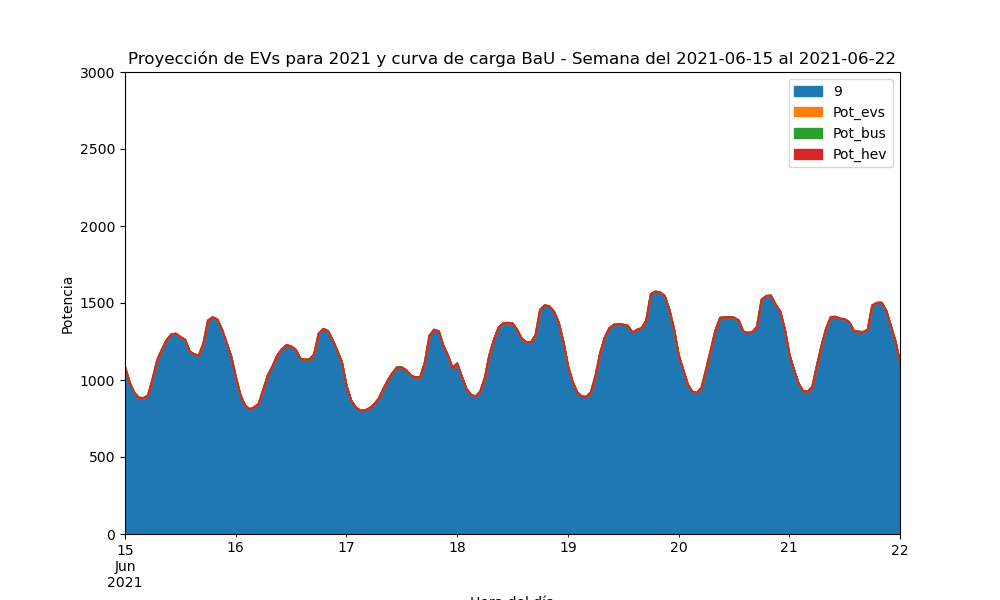 Proyección de EVs para 2021 y curva de carga BaU - Semana del 2021-06-15 al 2021-06-22
3000
2500
2000
1500
1000
500
0
Potencia
9
Pot_evs
Pot_bus
Pot_hev
15 16 17 18 19 20 21 22
Jun
2021
Hora del día